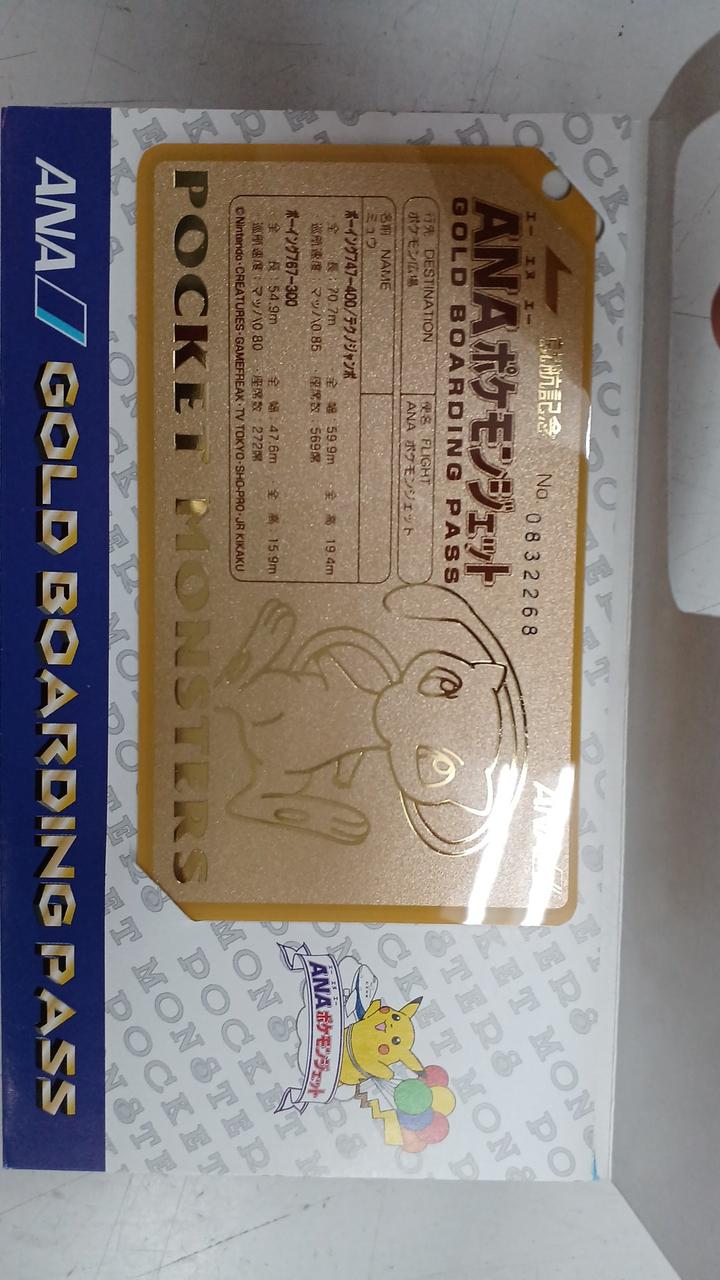 就航記念
No 0832268
エー エヌ エー
ANAポケモンジェット
GOLD BOARDING PASS
ANA
行先 DESTINATION
ポケモン広場
便名 FLIGHT
ANA ポケモンジェット
名前 NAME
ミュウ
ボーイング747-400/テクノジャンボ
・全 長：70.7m ・全 幅：59.9m ・全 高：19.4m
・巡航速度：マッハ0.85 ・座席数：569席
ボーイング767-300
・全 長：54.9m ・全 幅：47.6m ・全 高：15.9m
・巡航速度：マッハ0.80 ・座席数：272席
©Nintendo・CREATURES・GAMEFREAK・TV TOKYO・SHO-PRO・JR KIKAKU
POCKET MONSTERS
エー エヌ エー
ANAポケモンジェット
ANA GOLD BOARDING PASS